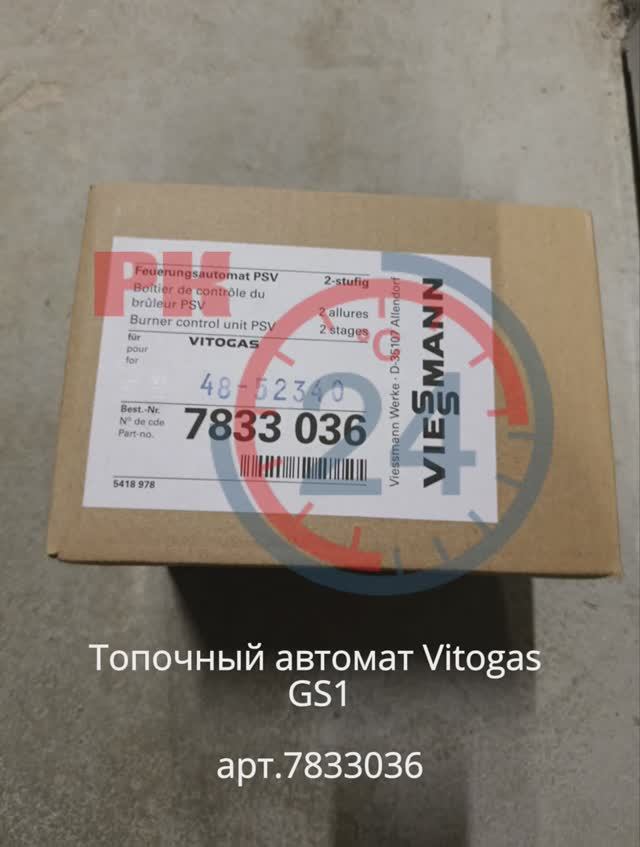 РК
Feuerungsautomat PSV 2-stufig
Boîtier de contrôle du
brûleur PSV 2 allures
Burner control unit PSV 2 stages
für VITOGAS
pour
for
48-52340
Best.-Nr.
N° de cde
Part-no.
7833 036
5418 978
Viessmann Werke · D-35107 Allendorf
VIESSMANN
°C
24
Топочный автомат Vitogas
GS1
арт.7833036